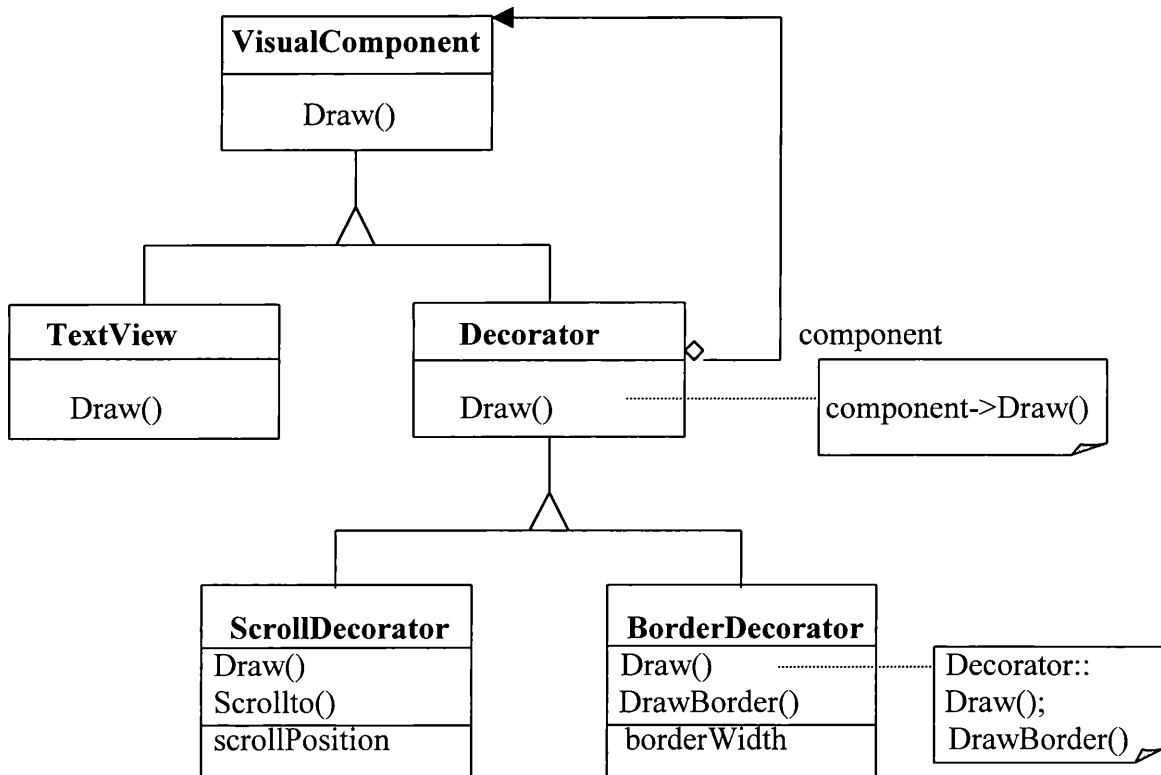 VisualComponent
Draw()
TextView
Draw()
Decorator
Draw()
component
component->Draw()
ScrollDecorator
Draw()
Scrollto()
scrollPosition
BorderDecorator
Draw()
DrawBorder()
borderWidth
Decorator::
Draw();
DrawBorder()